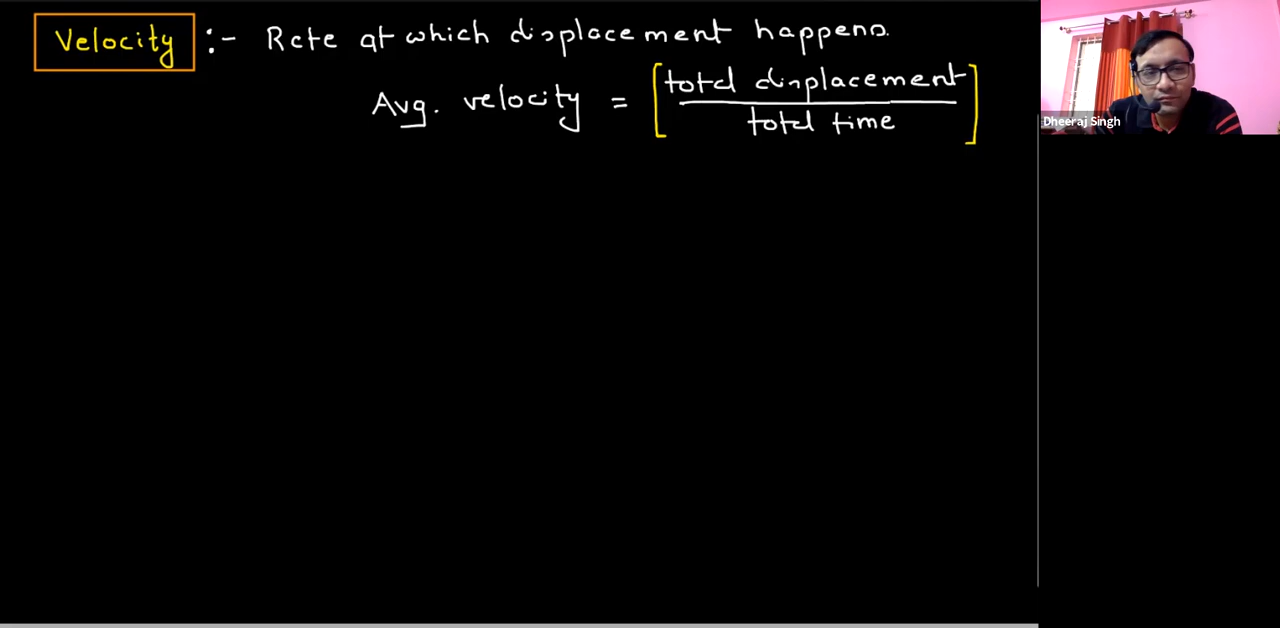 Velocity :- Rate at which displacement happens.
Avg. velocity = [total displacement
total time]
Dheeraj Singh